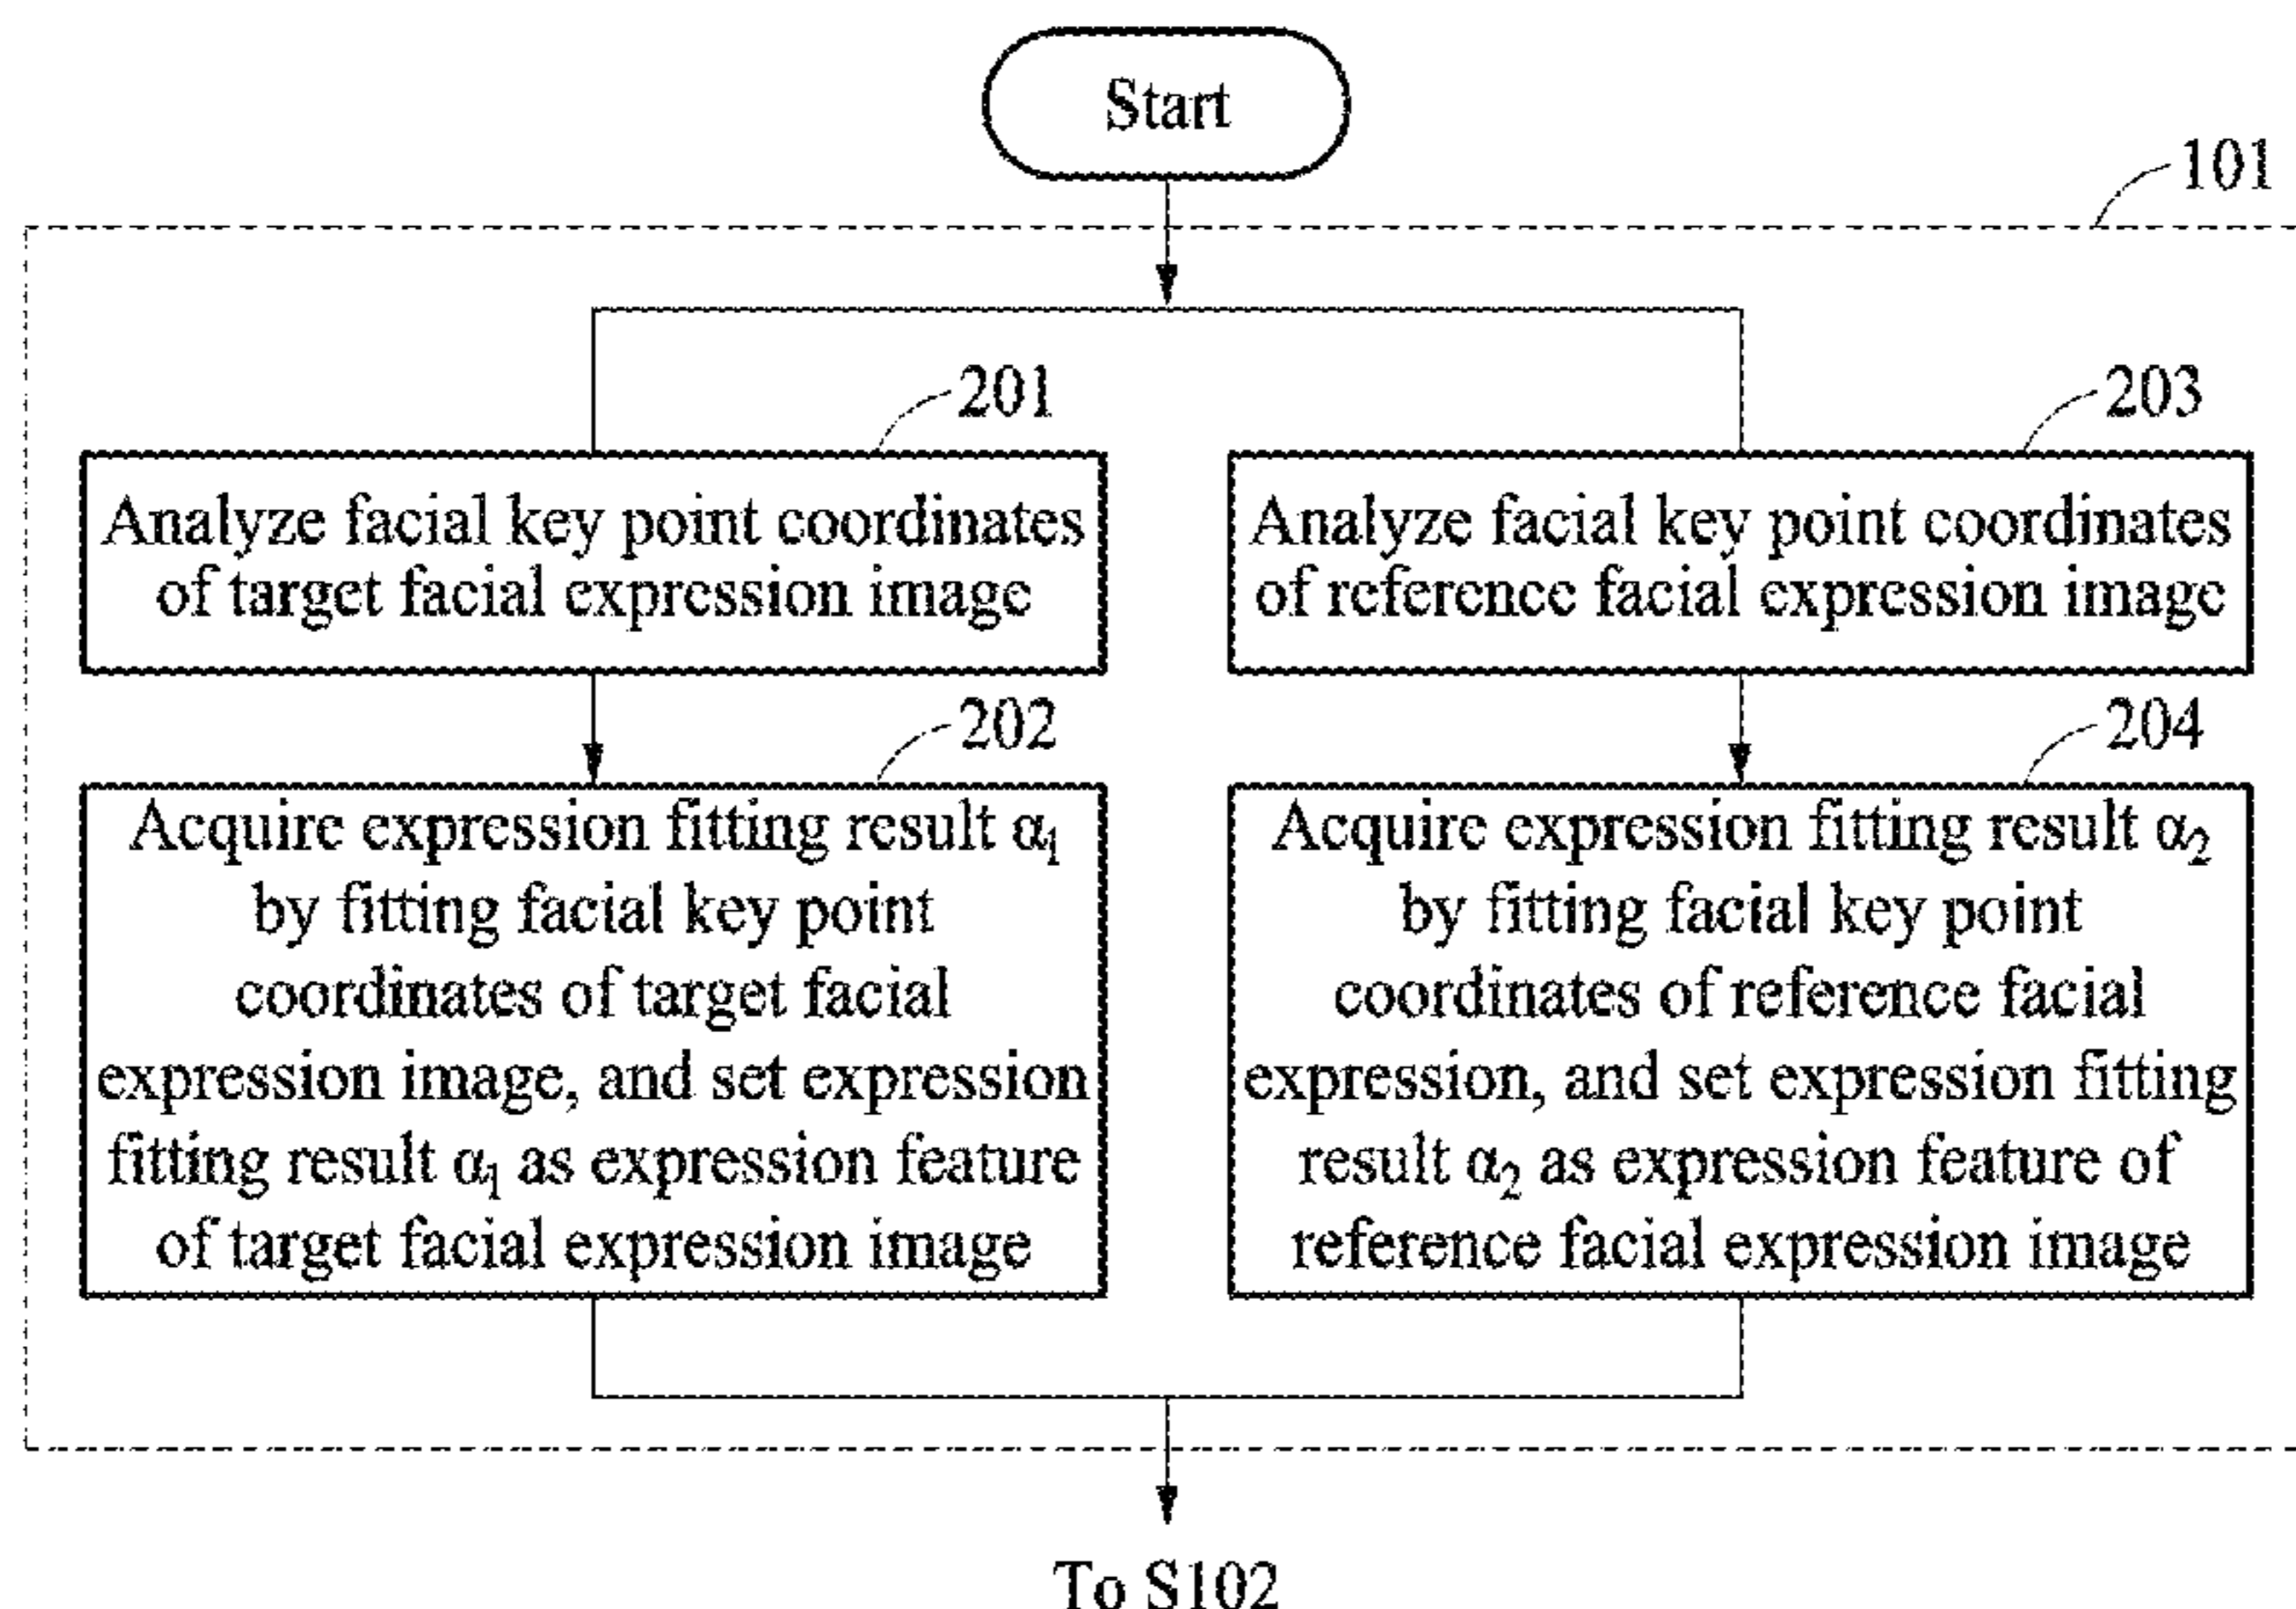 Start
101
201
Analyze facial key point coordinates
of target facial expression image
203
Analyze facial key point coordinates
of reference facial expression image
202
Acquire expression fitting result α₁
by fitting facial key point
coordinates of target facial
expression image, and set expression
fitting result α₁ as expression feature
of target facial expression image
204
Acquire expression fitting result α₂
by fitting facial key point
coordinates of reference facial
expression, and set expression fitting
result α₂ as expression feature of
reference facial expression image
To S102